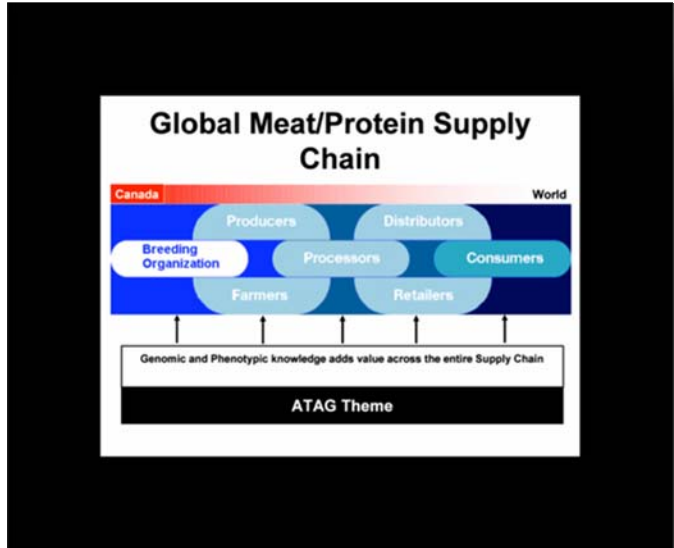 Global Meat/Protein Supply
Chain
Canada
World
Producers
Distributors
Breeding
Organization
Processors
Consumers
Farmers
Retailers
Genomic and Phenotypic knowledge adds value across the entire Supply Chain
ATAG Theme